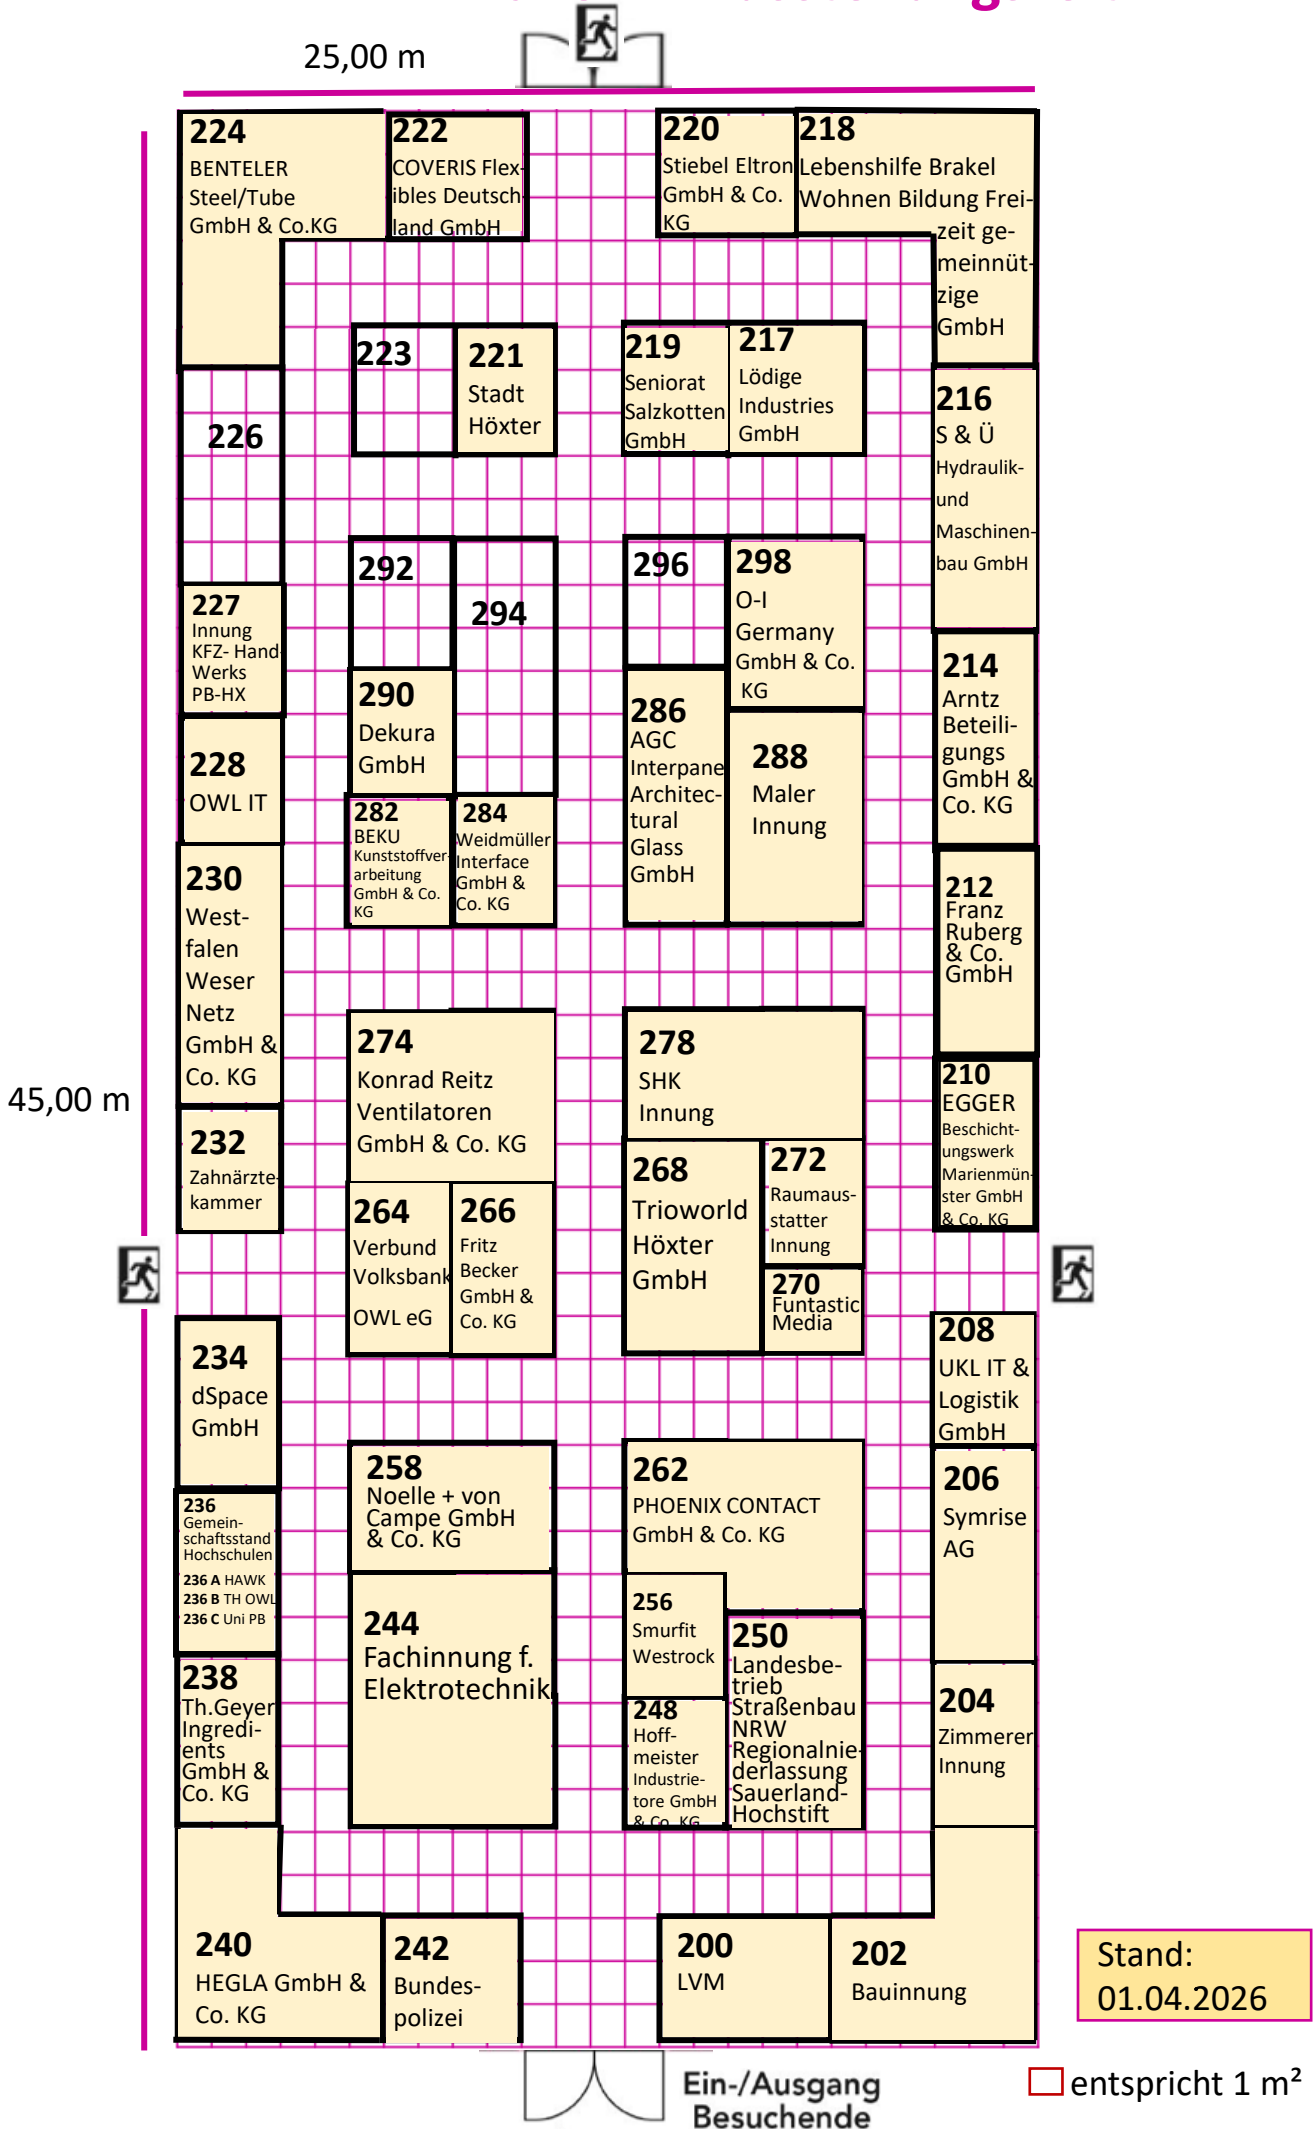 25,00 m
224
BENTELER
Steel/Tube
GmbH & Co.KG
222
COVERIS Flex-
ibles Deutsch-
land GmbH
220
Stiebel Eltron
GmbH & Co.
KG
218
Lebenshilfe Brakel
Wohnen Bildung Frei-
zeit ge-
meinnüt-
zige
GmbH
223
221
Stadt
Höxter
219
Seniorat
Salzkotten
GmbH
217
Lödige
Industries
GmbH
216
S & Ü
Hydraulik-
und
Maschinen-
bau GmbH
226
292
294
296
298
O-I
Germany
GmbH & Co.
KG
227
Innung
KFZ- Hand-
Werks
PB-HX
290
Dekura
GmbH
286
AGC
Interpane
Architec-
tural
Glass
GmbH
288
Maler
Innung
214
Arntz
Beteili-
gungs
GmbH &
Co. KG
228
OWL IT
282
BEKU
Kunststoffver-
arbeitung
GmbH & Co.
KG
284
Weidmüller
Interface
GmbH &
Co. KG
230
West-
falen
Weser
Netz
GmbH &
Co. KG
212
Franz
Ruberg
& Co.
GmbH
274
Konrad Reitz
Ventilatoren
GmbH & Co. KG
278
SHK
Innung
210
EGGER
Beschicht-
ungswerk
Marienmün-
ster GmbH
& Co. KG
45,00 m
232
Zahnärzte-
kammer
264
Verbund
Volksbank
OWL eG
266
Fritz
Becker
GmbH &
Co. KG
268
Trioworld
Höxter
GmbH
272
Raumaus-
statter
Innung
270
Funtastic
Media
234
dSpace
GmbH
208
UKL IT &
Logistik
GmbH
258
Noelle + von
Campe GmbH
& Co. KG
262
PHOENIX CONTACT
GmbH & Co. KG
206
Symrise
AG
236
Gemein-
schaftsstand
Hochschulen
236 A HAWK
236 B TH OWL
236 C Uni PB
244
Fachinnung f.
Elektrotechnik
256
Smurfit
Westrock
250
Landesbe-
trieb
Straßenbau
NRW
Regionalnie-
derlassung
Sauerland-
Hochstift
238
Th.Geyer
Ingredi-
ents
GmbH &
Co. KG
248
Hoff-
meister
Industrie-
tore GmbH
& Co. KG
204
Zimmerer
Innung
240
HEGLA GmbH &
Co. KG
242
Bundes-
polizei
200
LVM
202
Bauinnung
Stand:
01.04.2026
Ein-/Ausgang
Besuchende
entspricht 1 m²